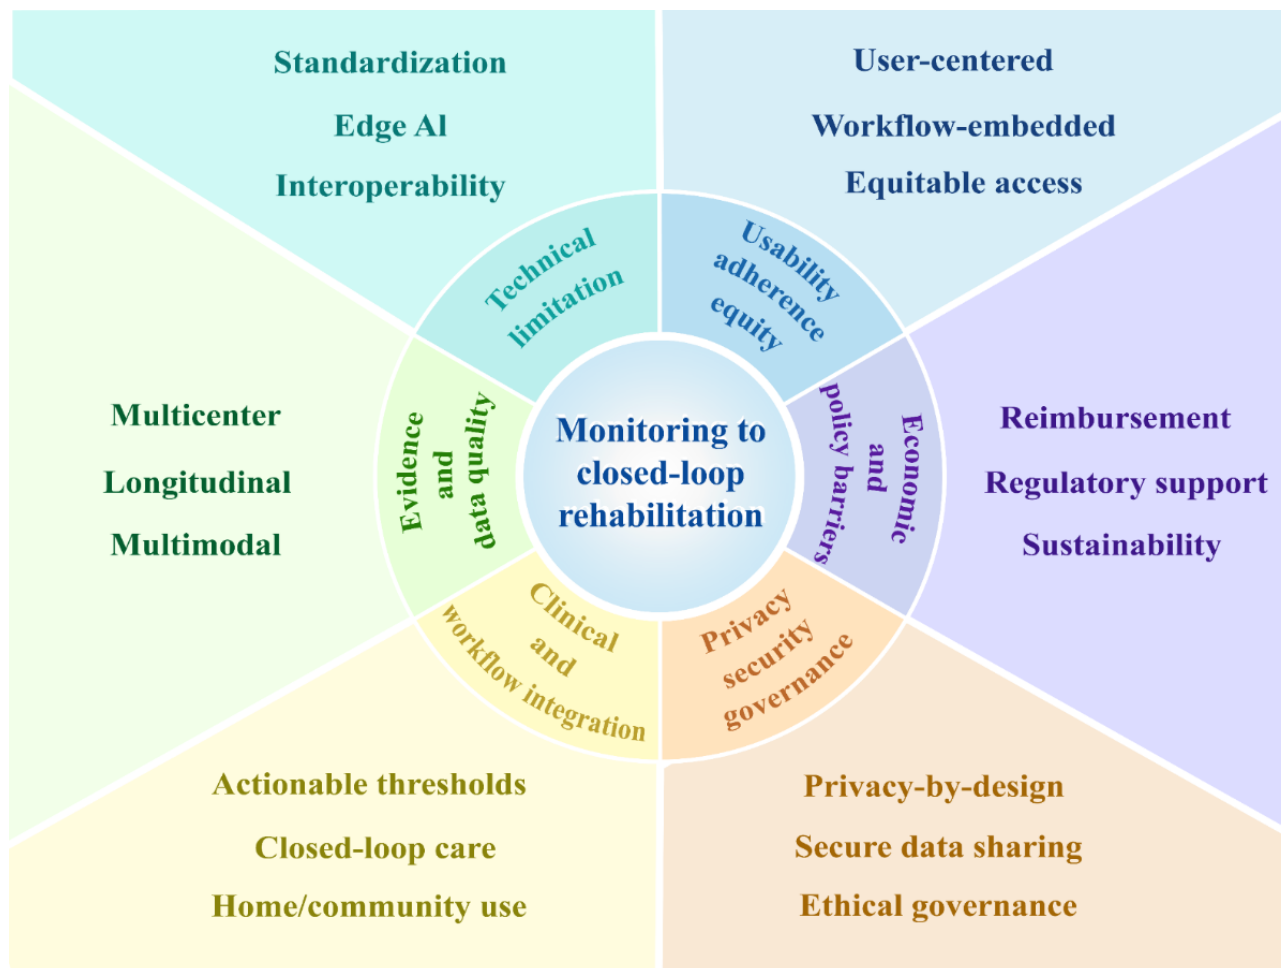 Standardization
Edge AI
Interoperability
User-centered
Workflow-embedded
Equitable access
Technical
limitation
Usability
adherence
equity
Multicenter
Longitudinal
Multimodal
Evidence
and
data quality
Monitoring to
closed-loop
rehabilitation
Economic
and
policy barriers
Reimbursement
Regulatory support
Sustainability
Clinical
and
workflow integration
Privacy
security
governance
Actionable thresholds
Closed-loop care
Home/community use
Privacy-by-design
Secure data sharing
Ethical governance